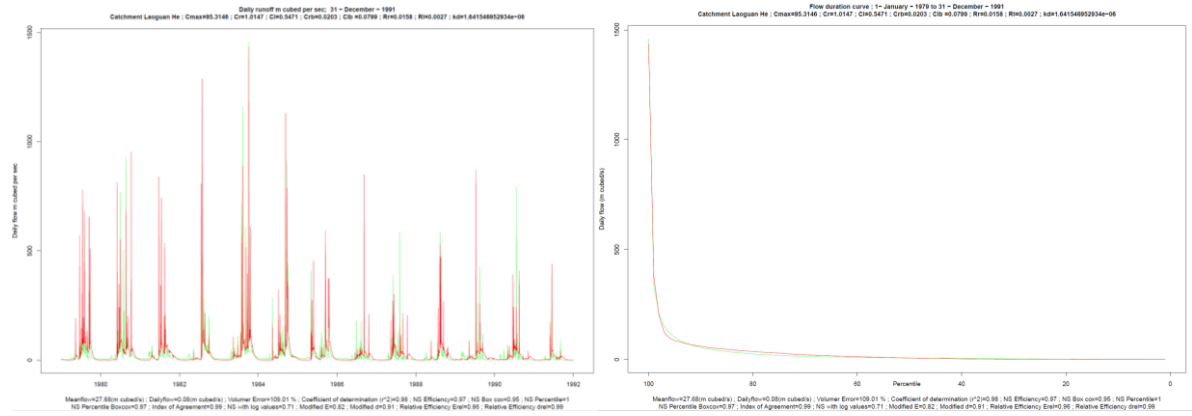 Daily runoff m cubed per sec; 31 − December − 1991
Catchment Laoguan He ; Cmax=95.3146 ; Cr=1.0147 ; Cl=0.5471 ; Crb=0.0203 ; Clb =0.0799 ; Rr=0.0158 ; Rl=0.0027 ; kd=1.641546952934e−06
Daily flow m cubed per sec
1500
1000
500
0
1980
1982
1984
1986
1988
1990
1992
Meanflow=27.68(m cubed/s) ; Dailyflow=0.08(m cubed/s) ; Volumer Error=109.01 % ; Coefficient of determination (r^2)=0.98 ; NS Efficiency=0.97 ; NS Box cox=0.95 ; NS Percentile=1
NS Percentile Boxcox=0.97 ; Index of Agreement=0.99 ; NS with log values=0.71 ; Modified E=0.82 ; Modified d=0.91 ; Relative Efficiency Erel=0.96 ; Relative Efficiency drel=0.99
Flow duration curve ; 1− January − 1979 to 31 − December − 1991
Catchment Laoguan He ; Cmax=95.3146 ; Cr=1.0147 ; Cl=0.5471 ; Crb=0.0203 ; Clb =0.0799 ; Rr=0.0158 ; Rl=0.0027 ; kd=1.641546952934e−06
Daily flow (m cubed/s)
1500
1000
500
0
100
80
60
40
20
0
Percentile
Meanflow=27.68(m cubed/s) ; Dailyflow=0.08(m cubed/s) ; Volumer Error=109.01 % ; Coefficient of determination (r^2)=0.98 ; NS Efficiency=0.97 ; NS Box cox=0.95 ; NS Percentile=1
NS Percentile Boxcox=0.97 ; Index of Agreement=0.99 ; NS with log values=0.71 ; Modified E=0.82 ; Modified d=0.91 ; Relative Efficiency Erel=0.96 ; Relative Efficiency drel=0.99